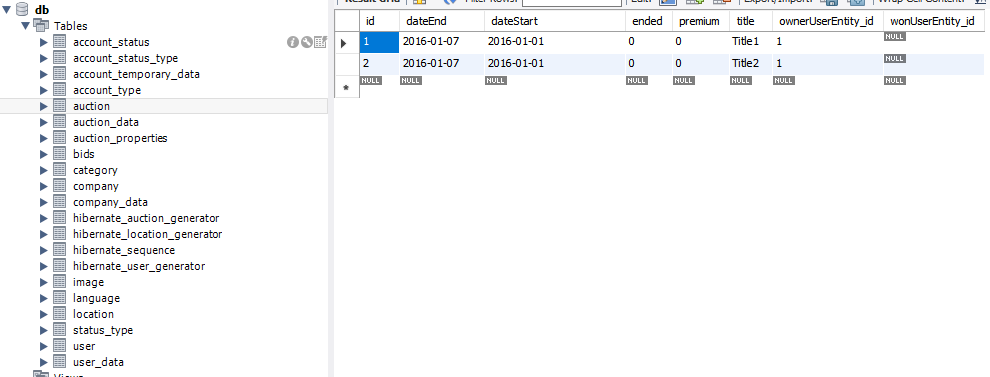 db
Tables
account_status
account_status_type
account_temporary_data
account_type
auction
auction_data
auction_properties
bids
category
company
company_data
hibernate_auction_generator
hibernate_location_generator
hibernate_sequence
hibernate_user_generator
image
language
location
status_type
user
user_data
Views
Result Grid Filter Rows: Edit: Export/Import: Wrap Cell Content:
id dateEnd dateStart ended premium title ownerUserEntity_id wonUserEntity_id
1 2016-01-07 2016-01-01 0 0 Title1 1 NULL
2 2016-01-07 2016-01-01 0 0 Title2 1 NULL
NULL NULL NULL NULL NULL NULL NULL NULL